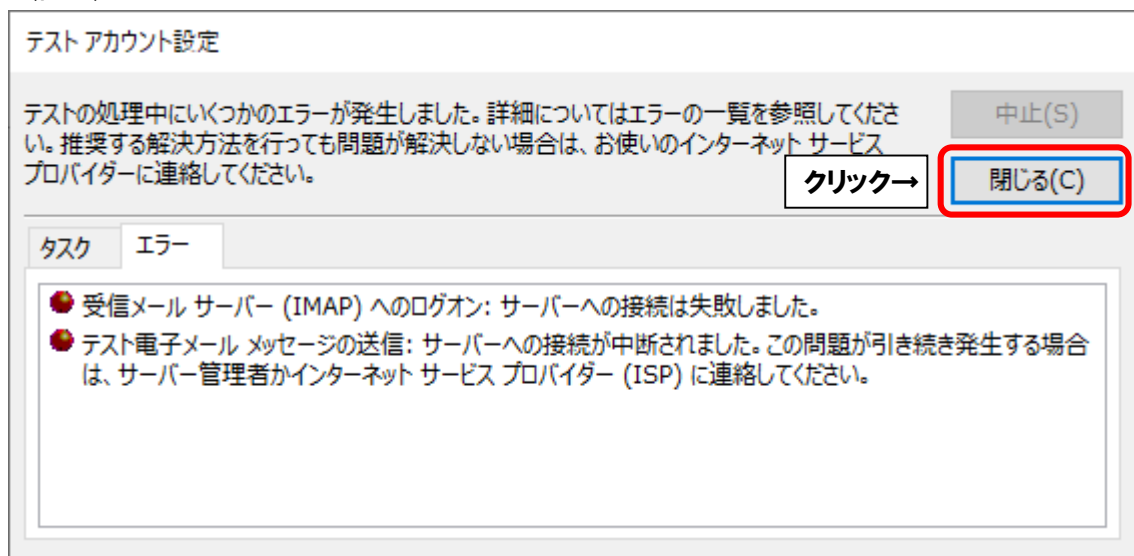 テスト アカウント設定
テストの処理中にいくつかのエラーが発生しました。詳細についてはエラーの一覧を参照してくださ
い。推奨する解決方法を行っても問題が解決しない場合は、お使いのインターネット サービス
プロバイダーに連絡してください。
中止(S)
クリック→
閉じる(C)
タスク
エラー
受信メール サーバー (IMAP) へのログオン: サーバーへの接続は失敗しました。
テスト電子メール メッセージの送信: サーバーへの接続が中断されました。この問題が引き続き発生する場合
は、サーバー管理者かインターネット サービス プロバイダー (ISP) に連絡してください。